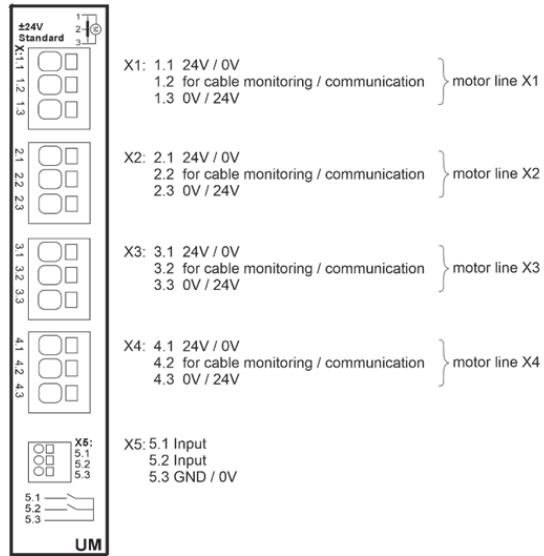 ±24V
Standard
1
2
3
M
X:
1.1
1.2
1.3
X1: 1.1 24V / 0V
1.2 for cable monitoring / communication
1.3 0V / 24V
motor line X1
2.1
2.2
2.3
X2: 2.1 24V / 0V
2.2 for cable monitoring / communication
2.3 0V / 24V
motor line X2
3.1
3.2
3.3
X3: 3.1 24V / 0V
3.2 for cable monitoring / communication
3.3 0V / 24V
motor line X3
4.1
4.2
4.3
X4: 4.1 24V / 0V
4.2 for cable monitoring / communication
4.3 0V / 24V
motor line X4
X5:
5.1
5.2
5.3
X5: 5.1 Input
5.2 Input
5.3 GND / 0V
5.1
5.2
5.3
UM